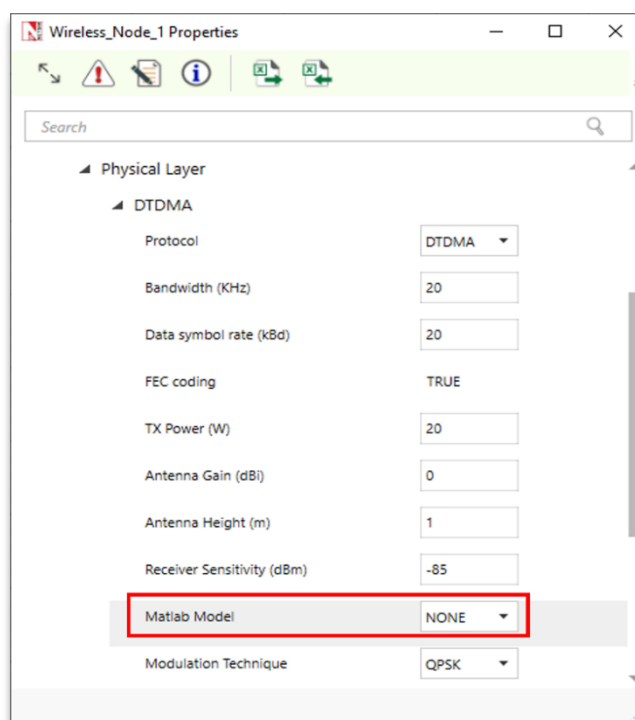 Wireless_Node_1 Properties
Search
Physical Layer
DTDMA
Protocol DTDMA
Bandwidth (KHz) 20
Data symbol rate (kBd) 20
FEC coding TRUE
TX Power (W) 20
Antenna Gain (dBi) 0
Antenna Height (m) 1
Receiver Sensitivity (dBm) -85
Matlab Model NONE
Modulation Technique QPSK